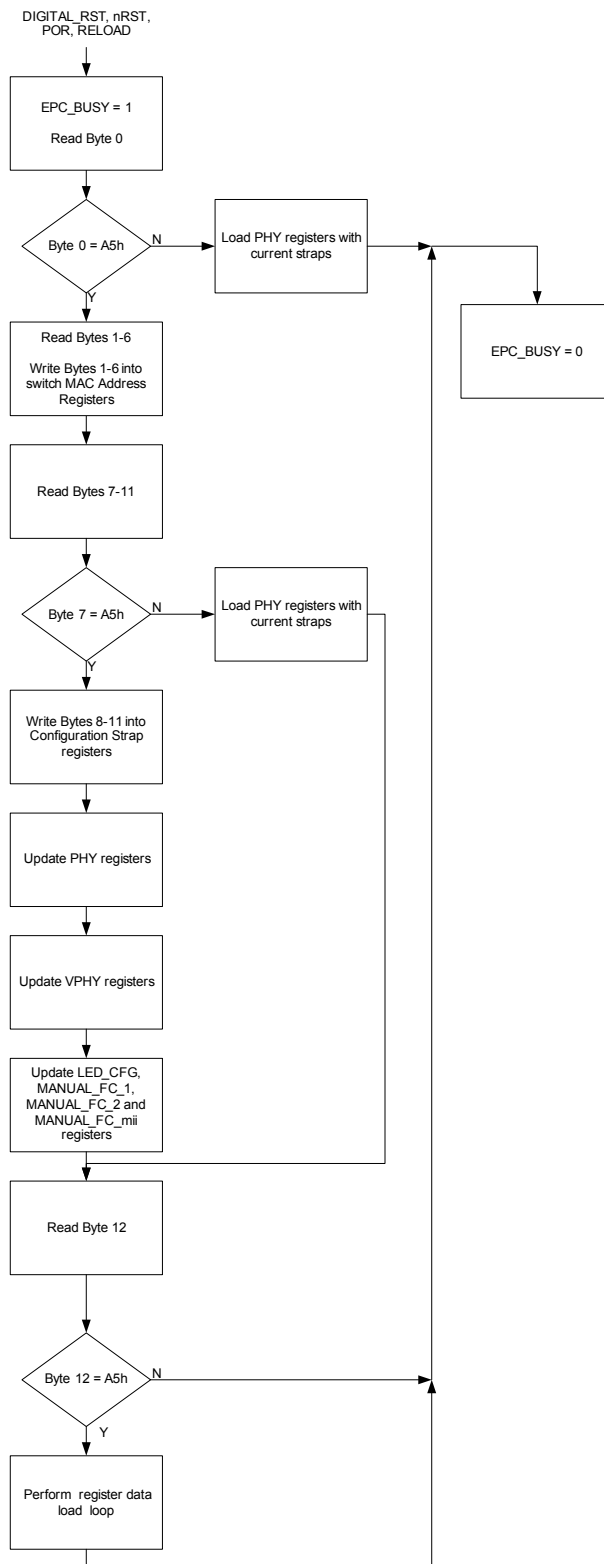 DIGITAL_RST, nRST,
POR, RELOAD
EPC_BUSY = 1
Read Byte 0
Byte 0 = A5h
N
Load PHY registers with
current straps
Y
EPC_BUSY = 0
Read Bytes 1-6
Write Bytes 1-6 into
switch MAC Address
Registers
Read Bytes 7-11
Byte 7 = A5h
N
Load PHY registers with
current straps
Y
Write Bytes 8-11 into
Configuration Strap
registers
Update PHY registers
Update VPHY registers
Update LED_CFG,
MANUAL_FC_1,
MANUAL_FC_2 and
MANUAL_FC_mii
registers
Read Byte 12
Byte 12 = A5h
N
Y
Perform register data
load loop